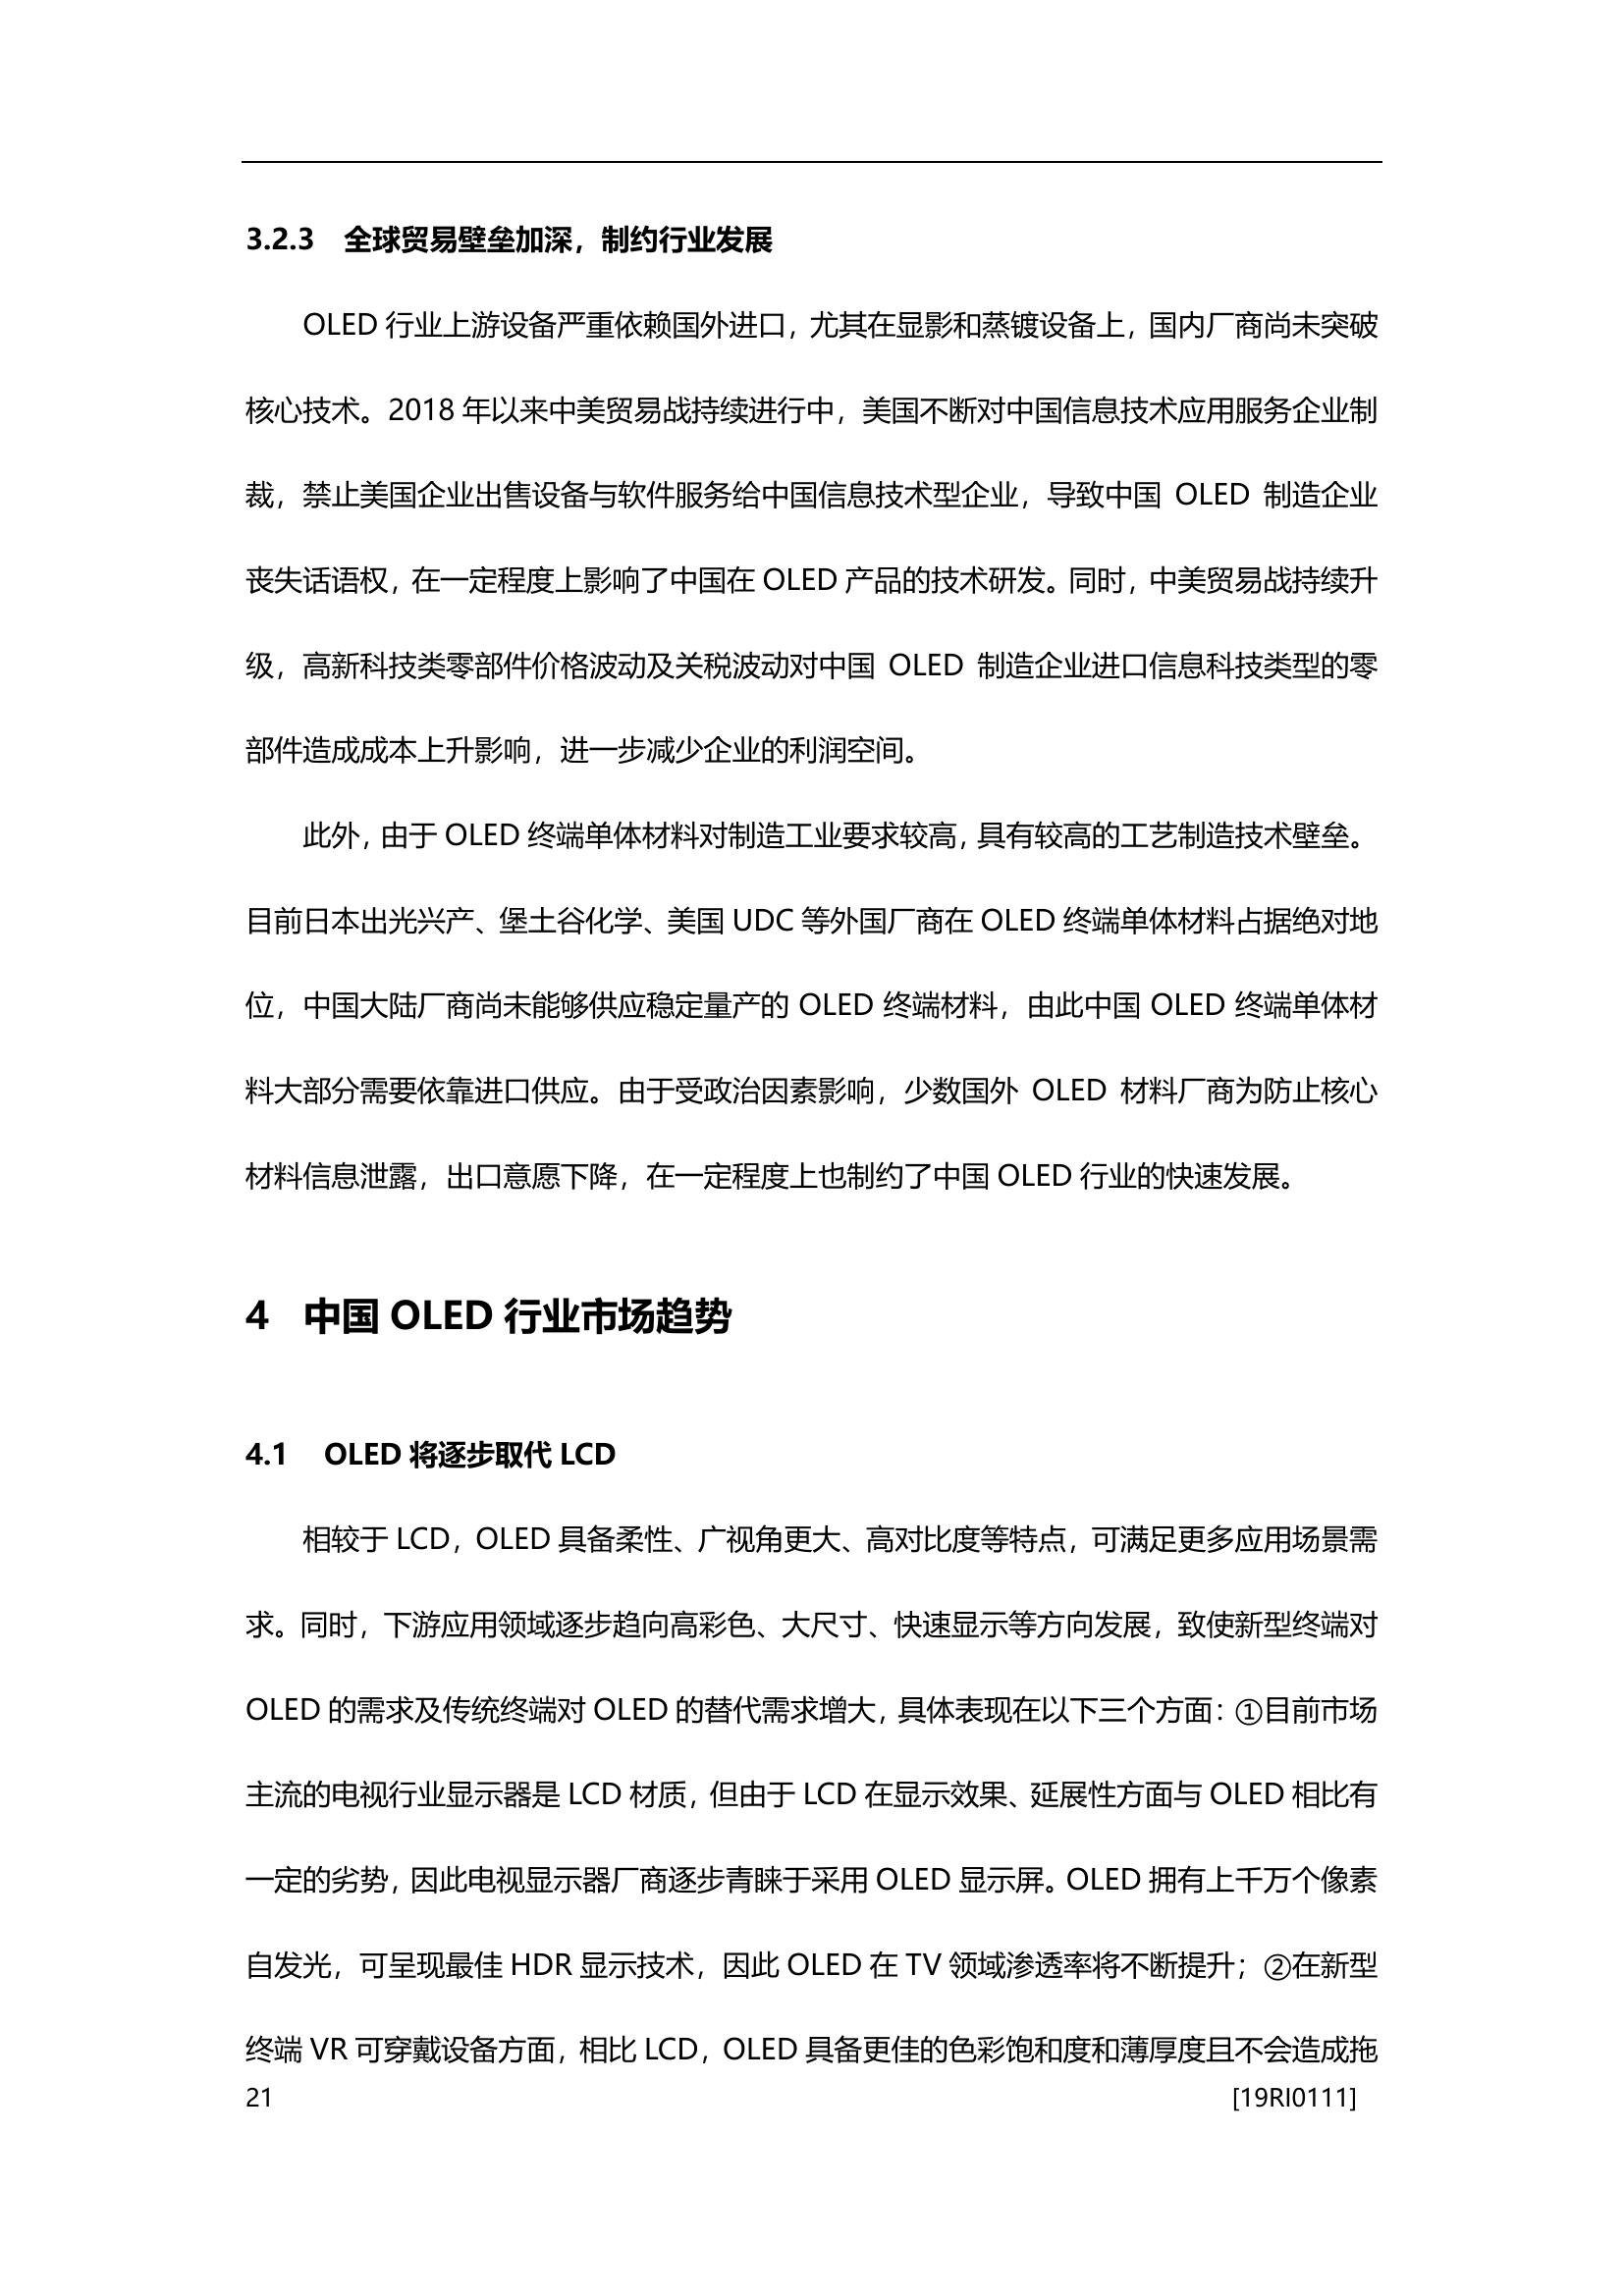 3.2.3 全球贸易壁垒加深，制约行业发展
OLED 行业上游设备严重依赖国外进口，尤其在显影和蒸镀设备上，国内厂商尚未突破
核心技术。2018 年以来中美贸易战持续进行中，美国不断对中国信息技术应用服务企业制
裁，禁止美国企业出售设备与软件服务给中国信息技术型企业，导致中国 OLED 制造企业
丧失话语权，在一定程度上影响了中国在 OLED 产品的技术研发。同时，中美贸易战持续升
级，高新科技类零部件价格波动及关税波动对中国 OLED 制造企业进口信息科技类型的零
部件造成成本上升影响，进一步减少企业的利润空间。
此外，由于 OLED 终端单体材料对制造工业要求较高，具有较高的工艺制造技术壁垒。
目前日本出光兴产、堡土谷化学、美国 UDC 等外国厂商在 OLED 终端单体材料占据绝对地
位，中国大陆厂商尚未能够供应稳定量产的 OLED 终端材料，由此中国 OLED 终端单体材
料大部分需要依靠进口供应。由于受政治因素影响，少数国外 OLED 材料厂商为防止核心
材料信息泄露，出口意愿下降，在一定程度上也制约了中国 OLED 行业的快速发展。
4 中国 OLED 行业市场趋势
4.1 OLED 将逐步取代 LCD
相较于 LCD，OLED 具备柔性、广视角更大、高对比度等特点，可满足更多应用场景需
求。同时，下游应用领域逐步趋向高彩色、大尺寸、快速显示等方向发展，致使新型终端对
OLED 的需求及传统终端对 OLED 的替代需求增大，具体表现在以下三个方面：①目前市场
主流的电视行业显示器是 LCD 材质，但由于 LCD 在显示效果、延展性方面与 OLED 相比有
一定的劣势，因此电视显示器厂商逐步青睐于采用 OLED 显示屏。OLED 拥有上千万个像素
自发光，可呈现最佳 HDR 显示技术，因此 OLED 在 TV 领域渗透率将不断提升；②在新型
终端 VR 可穿戴设备方面，相比 LCD，OLED 具备更佳的色彩饱和度和薄厚度且不会造成拖
21 [19RI0111]